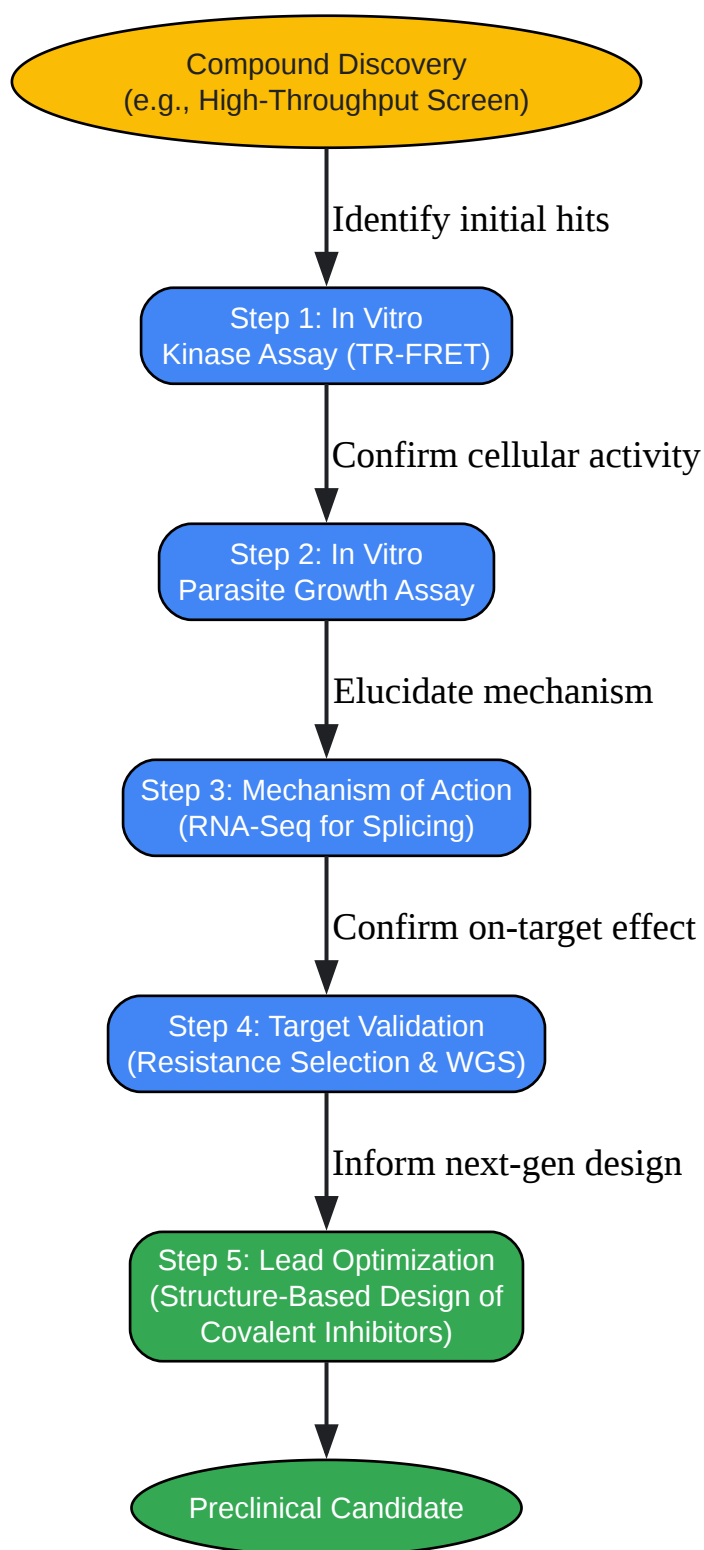 Compound Discovery
(e.g., High-Throughput Screen)
Identify initial hits
Step 1: In Vitro
Kinase Assay (TR-FRET)
Confirm cellular activity
Step 2: In Vitro
Parasite Growth Assay
Elucidate mechanism
Step 3: Mechanism of Action
(RNA-Seq for Splicing)
Confirm on-target effect
Step 4: Target Validation
(Resistance Selection & WGS)
Inform next-gen design
Step 5: Lead Optimization
(Structure-Based Design of
Covalent Inhibitors)
Preclinical Candidate